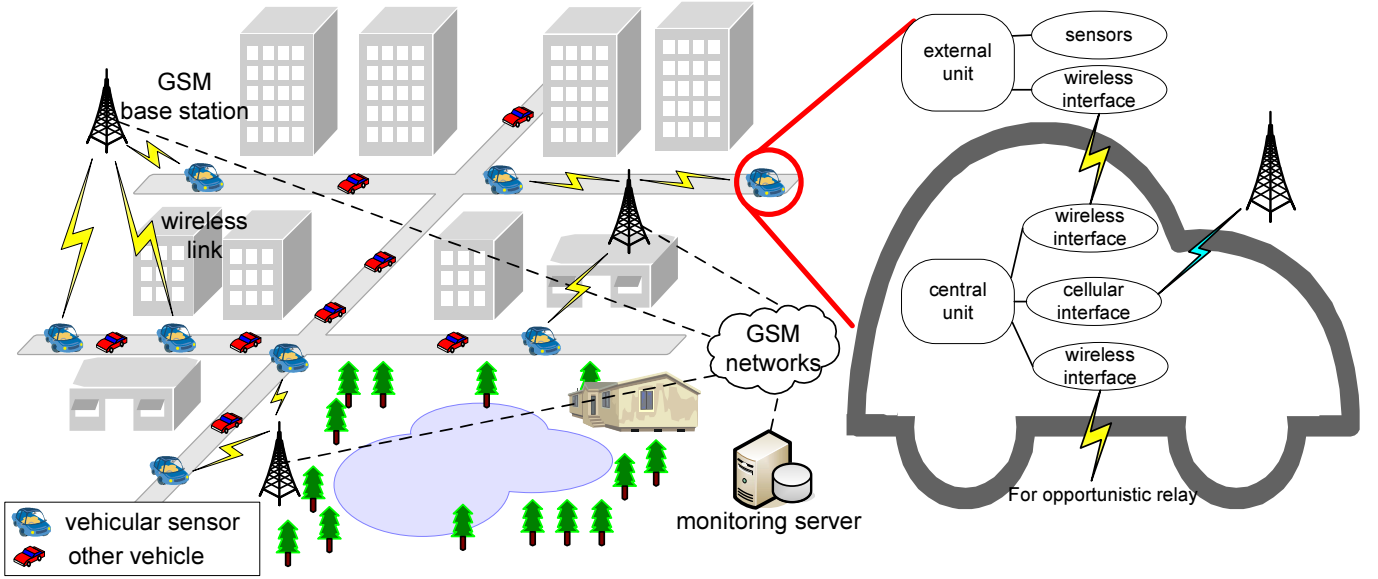 GSM
base station
wireless
link
GSM
networks
monitoring server
vehicular sensor
other vehicle
external
unit
sensors
wireless
interface
wireless
interface
central
unit
cellular
interface
wireless
interface
For opportunistic relay